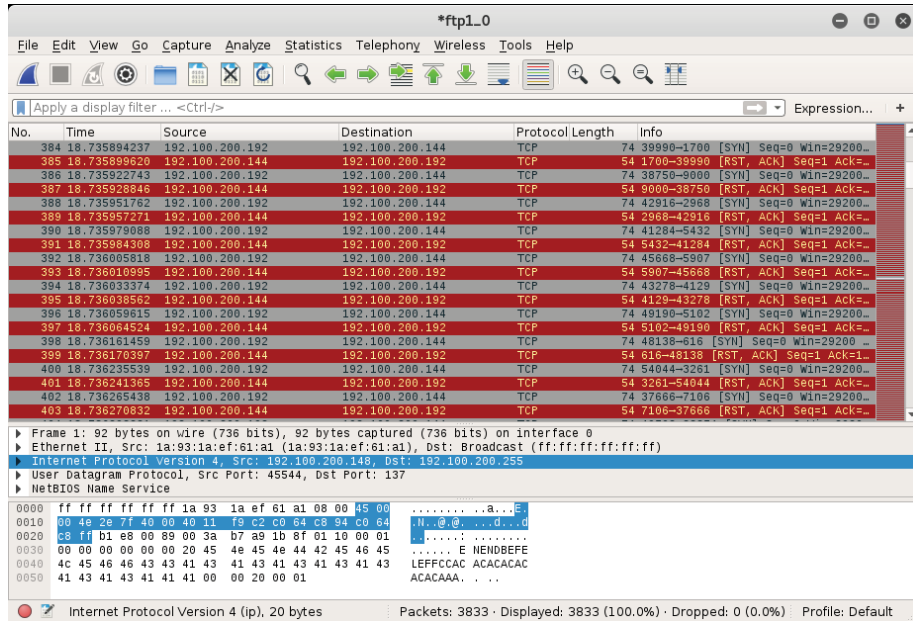 *ftp1_0
File Edit View Go Capture Analyze Statistics Telephony Wireless Tools Help
Apply a display filter ... <Ctrl-/> Expression... +
No. Time Source Destination Protocol Length Info
384 18.735894237 192.100.200.192 192.100.200.144 TCP 74 39990→1700 [SYN] Seq=0 Win=29200…
385 18.735899620 192.100.200.144 192.100.200.192 TCP 54 1700→39990 [RST, ACK] Seq=1 Ack=…
386 18.735922743 192.100.200.192 192.100.200.144 TCP 74 38750→9000 [SYN] Seq=0 Win=29200…
387 18.735928846 192.100.200.144 192.100.200.192 TCP 54 9000→38750 [RST, ACK] Seq=1 Ack=…
388 18.735951762 192.100.200.192 192.100.200.144 TCP 74 42916→2968 [SYN] Seq=0 Win=29200…
389 18.735957271 192.100.200.144 192.100.200.192 TCP 54 2968→42916 [RST, ACK] Seq=1 Ack=…
390 18.735979088 192.100.200.192 192.100.200.144 TCP 74 41284→5432 [SYN] Seq=0 Win=29200…
391 18.735984308 192.100.200.144 192.100.200.192 TCP 54 5432→41284 [RST, ACK] Seq=1 Ack=…
392 18.736005818 192.100.200.192 192.100.200.144 TCP 74 45668→5907 [SYN] Seq=0 Win=29200…
393 18.736010995 192.100.200.144 192.100.200.192 TCP 54 5907→45668 [RST, ACK] Seq=1 Ack=…
394 18.736033374 192.100.200.192 192.100.200.144 TCP 74 43278→4129 [SYN] Seq=0 Win=29200…
395 18.736038562 192.100.200.144 192.100.200.192 TCP 54 4129→43278 [RST, ACK] Seq=1 Ack=…
396 18.736059615 192.100.200.192 192.100.200.144 TCP 74 49190→5102 [SYN] Seq=0 Win=29200…
397 18.736064524 192.100.200.144 192.100.200.192 TCP 54 5102→49190 [RST, ACK] Seq=1 Ack=…
398 18.736161459 192.100.200.192 192.100.200.144 TCP 74 48138→616 [SYN] Seq=0 Win=29200 …
399 18.736170397 192.100.200.144 192.100.200.192 TCP 54 616→48138 [RST, ACK] Seq=1 Ack=1…
400 18.736235539 192.100.200.192 192.100.200.144 TCP 74 54044→3261 [SYN] Seq=0 Win=29200…
401 18.736241365 192.100.200.144 192.100.200.192 TCP 54 3261→54044 [RST, ACK] Seq=1 Ack=…
402 18.736265438 192.100.200.192 192.100.200.144 TCP 74 37666→7106 [SYN] Seq=0 Win=29200…
403 18.736270832 192.100.200.144 192.100.200.192 TCP 54 7106→37666 [RST, ACK] Seq=1 Ack=…
Frame 1: 92 bytes on wire (736 bits), 92 bytes captured (736 bits) on interface 0
Ethernet II, Src: 1a:93:1a:ef:61:a1 (1a:93:1a:ef:61:a1), Dst: Broadcast (ff:ff:ff:ff:ff:ff)
Internet Protocol Version 4, Src: 192.100.200.148, Dst: 192.100.200.255
User Datagram Protocol, Src Port: 45544, Dst Port: 137
NetBIOS Name Service
0000 ff ff ff ff ff ff 1a 93 1a ef 61 a1 08 00 45 00 ........ ..a...E.
0010 00 4e 2e 7f 40 00 40 11 f9 c2 c0 64 c8 94 c0 64 .N..@.@. ...d...d
0020 c8 ff b1 e8 00 89 00 3a b7 a9 1b 8f 01 10 00 01 .......: ........
0030 00 00 00 00 00 00 20 45 4e 45 4e 44 42 45 46 45 ...... E NENDBEFE
0040 4c 45 46 46 43 43 41 43 41 43 41 43 41 43 41 43 LEFFCCAC ACACACAC
0050 41 43 41 43 41 41 41 00 00 20 00 01 ACACAAA. . ..
Internet Protocol Version 4 (ip), 20 bytes Packets: 3833 · Displayed: 3833 (100.0%) · Dropped: 0 (0.0%) Profile: Default